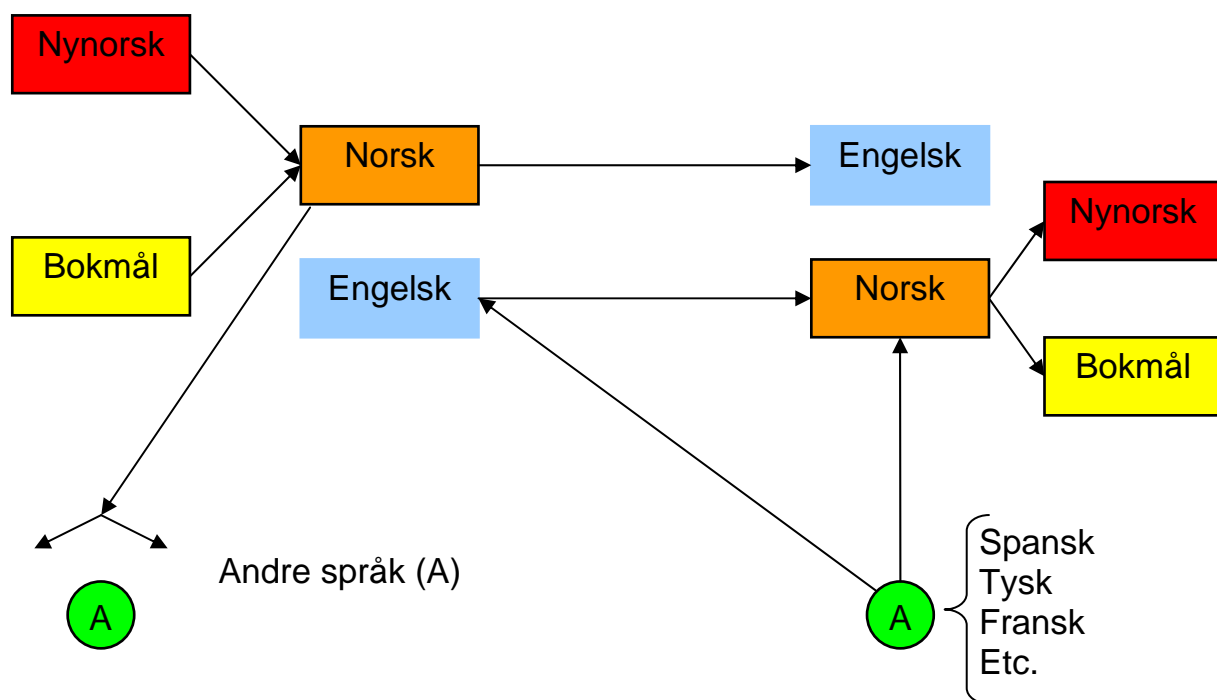 Nynorsk
Norsk
Engelsk
Nynorsk
Bokmål
Engelsk
Norsk
Bokmål
Andre språk (A)
A
A
Spansk
Tysk
Fransk
Etc.